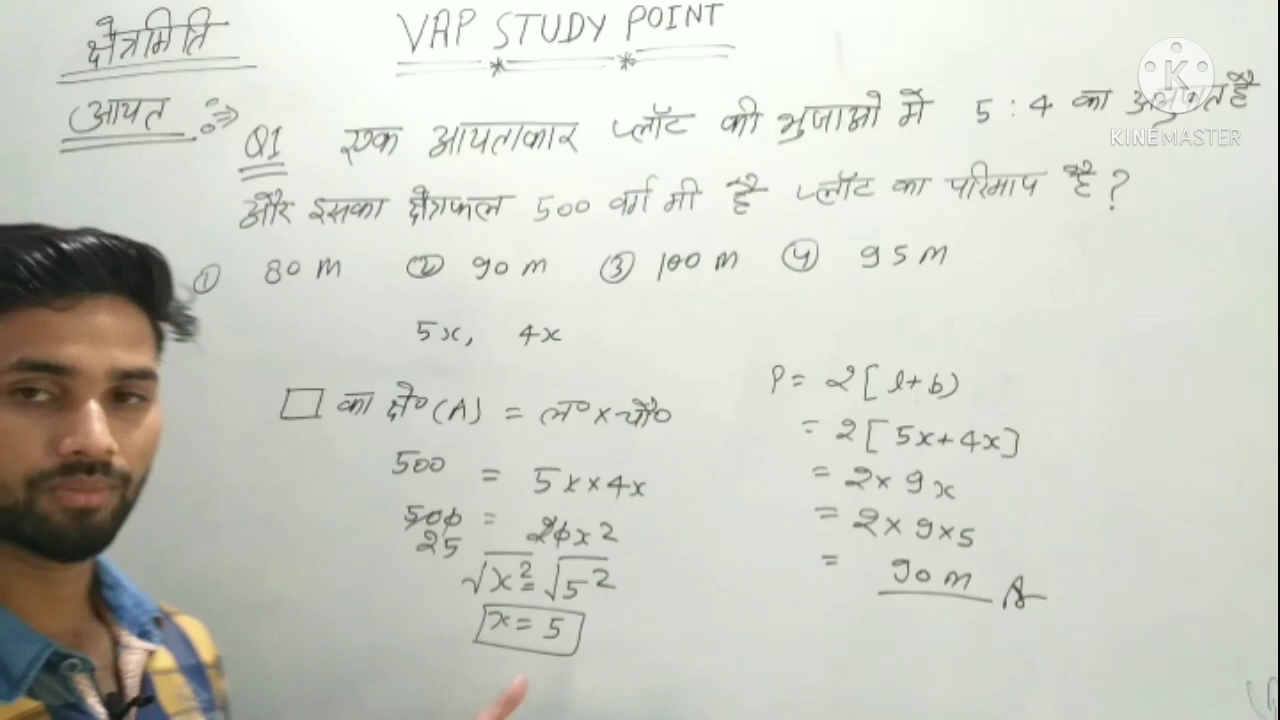 क्षेत्रमिति
VAP STUDY POINT
आयत
Q1 एक आयताकार प्लॉट की भुजाओ में 5 : 4 का अनुपात है
और इसका क्षेत्रफल 500 वर्ग मी है प्लॉट का परिमाप है ?
① 80 m ② 90 m ③ 100 m ④ 95 m
5x, 4x
□ का क्षे० (A) = ल० × चौ०
500 = 5x × 4x
500 = 20x2
25
√x2 = √52
x = 5
P = 2 [ l + b )
= 2 [ 5x + 4x ]
= 2 × 9x
= 2 × 9 × 5
= 90 m
KINEMASTER